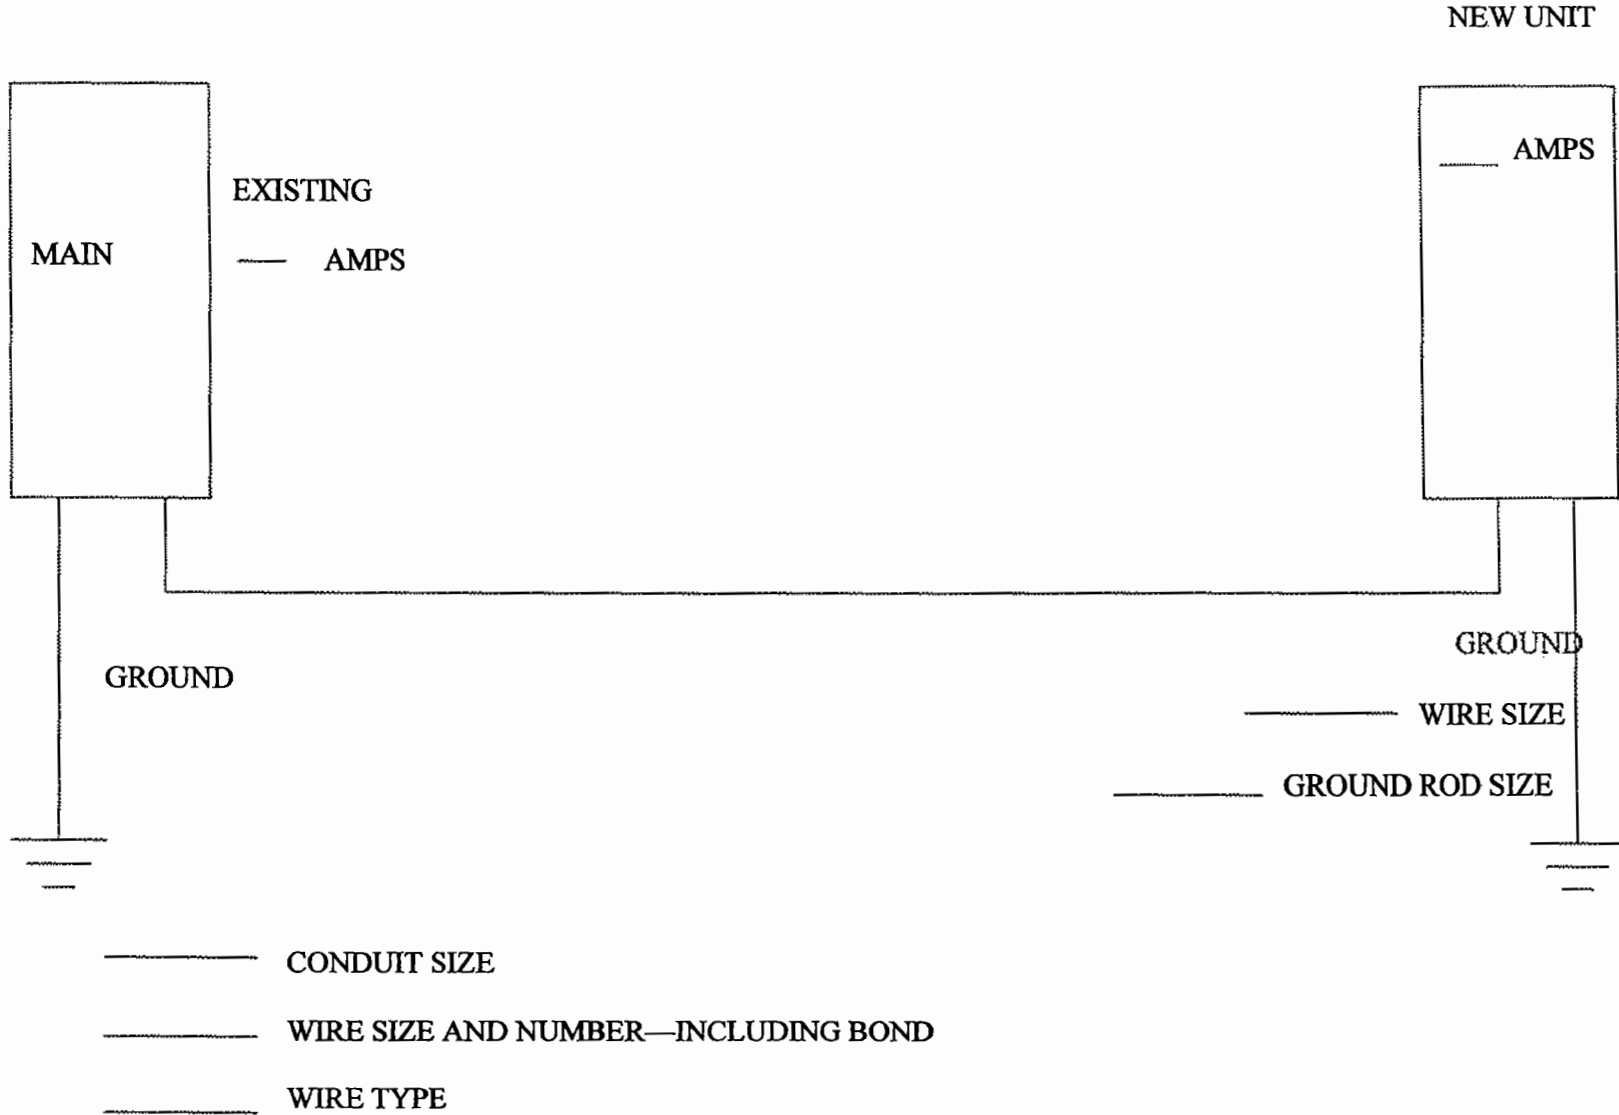 NEW UNIT
AMPS
EXISTING
MAIN
AMPS
GROUND
GROUND
WIRE SIZE
GROUND ROD SIZE
CONDUIT SIZE
WIRE SIZE AND NUMBER—INCLUDING BOND
WIRE TYPE